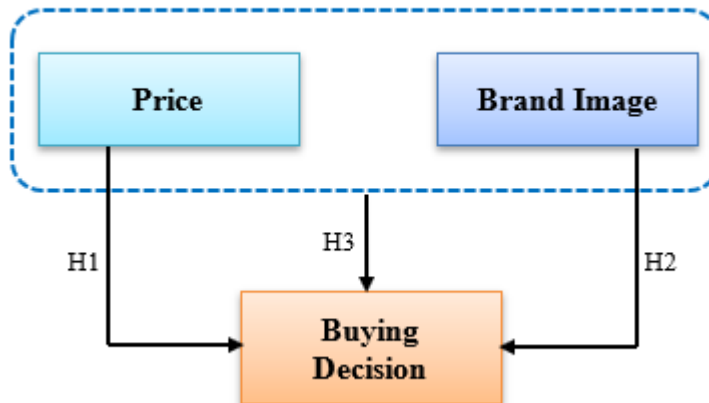 Price
Brand Image
H3
H1
H2
Buying
Decision